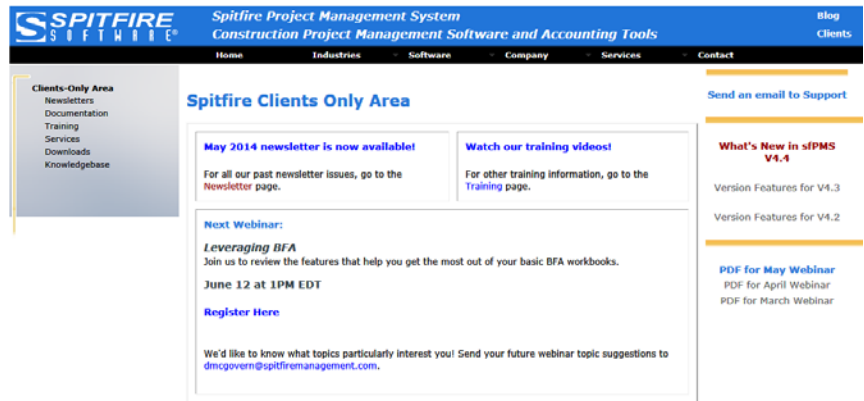 SPITFIRE
SOFTWARE®
Spitfire Project Management System
Construction Project Management Software and Accounting Tools
Blog
Clients
Home Industries Software Company Services Contact
Clients-Only Area
Newsletters
Documentation
Training
Services
Downloads
Knowledgebase
Spitfire Clients Only Area
May 2014 newsletter is now available!
For all our past newsletter issues, go to the
Newsletter page.
Watch our training videos!
For other training information, go to the
Training page.
Next Webinar:
Leveraging BFA
Join us to review the features that help you get the most out of your basic BFA workbooks.
June 12 at 1PM EDT
Register Here
We'd like to know what topics particularly interest you! Send your future webinar topic suggestions to
dmcgovern@spitfiremanagement.com.
Send an email to Support
What's New in sfPMS
V4.4
Version Features for V4.3
Version Features for V4.2
PDF for May Webinar
PDF for April Webinar
PDF for March Webinar